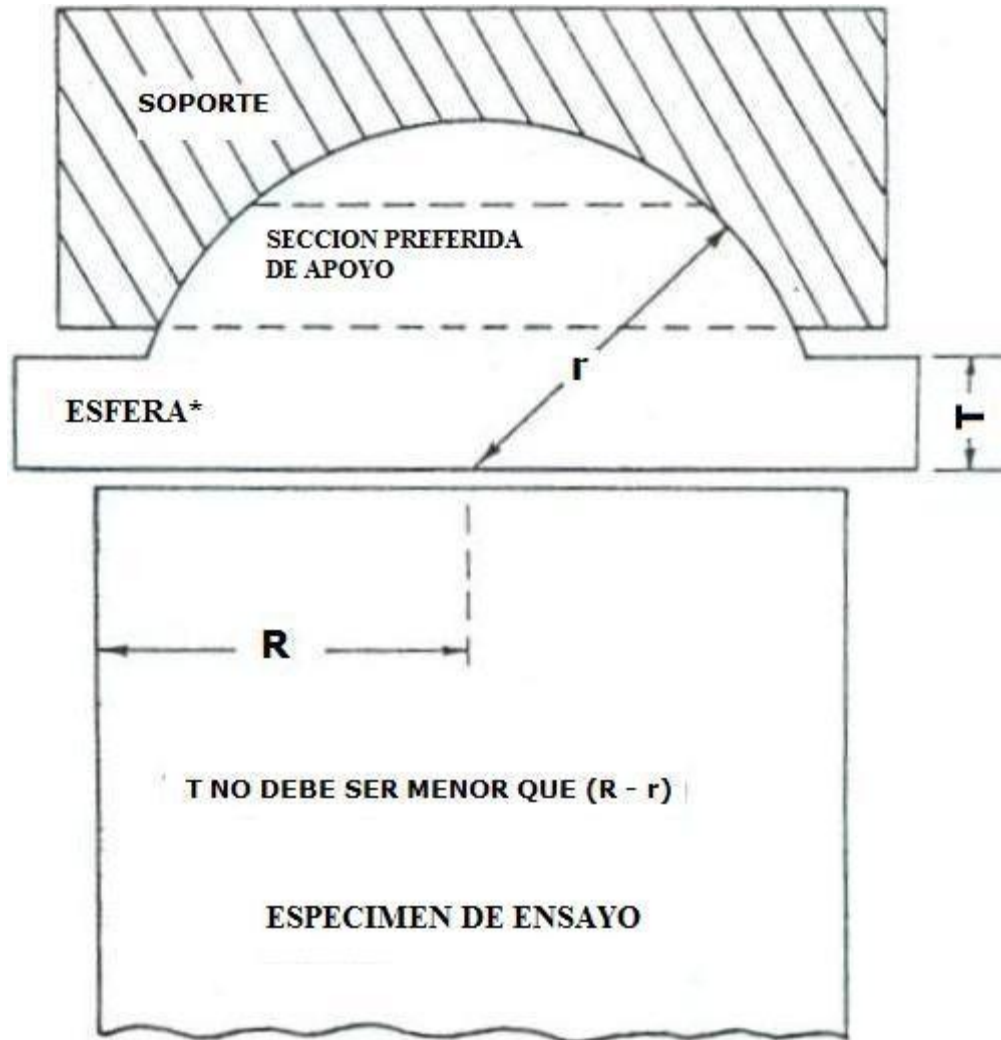 SOPORTE
SECCION PREFERIDA
DE APOYO
r
ESFERA*
T
R
T NO DEBE SER MENOR QUE (R - r)
ESPECIMEN DE ENSAYO